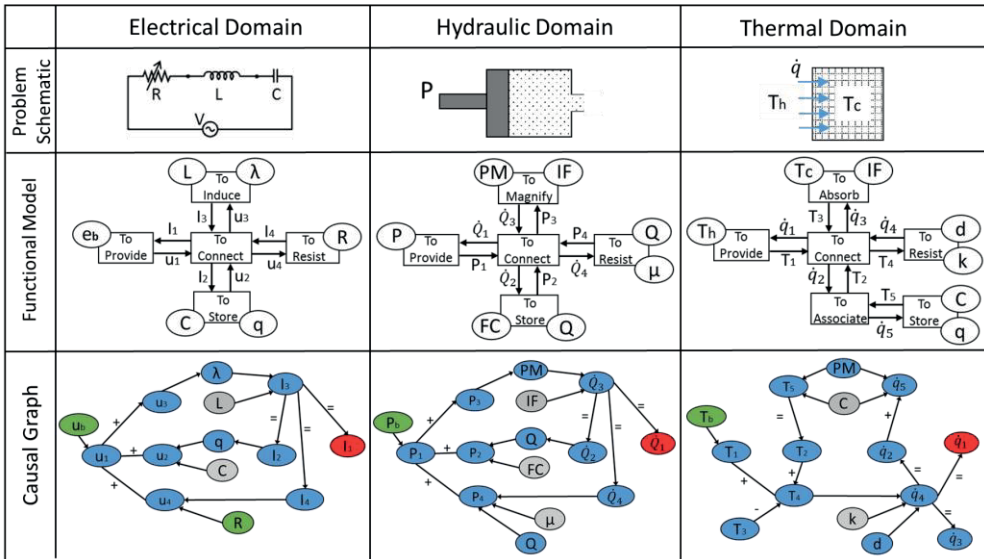 Electrical Domain
Hydraulic Domain
Thermal Domain
Problem
Schematic
R
L
C
V
P
q̇
Th
Tc
Functional Model
L
To
λ
Induce
I₃
u₃
eb
To
Provide
I₁
u₁
To
Connect
I₄
u₄
To
Resist
R
I₂
u₂
To
Store
C
q
PM
To
IF
Magnify
Q̇₃
P₃
P
To
Provide
Q̇₁
P₁
To
Connect
P₄
Q̇₄
To
Resist
Q
μ
Q̇₂
P₂
To
Store
FC
Q
Tc
To
IF
Absorb
T₃
q̇₃
Th
To
Provide
q̇₁
T₁
To
Connect
q̇₄
T₄
To
Resist
d
k
q̇₂
T₂
To
Associate
T₅
q̇₅
To
Store
C
q
Causal Graph
λ
I₃
u₃
L
=
=
=
ub
+
u₁
+
u₂
q
I₂
I₁
C
+
u₄
I₄
R
PM
Q̇₃
P₃
IF
=
=
=
Pb
+
P₁
+
P₂
Q
Q̇₂
Q̇₁
FC
+
P₄
Q̇₄
μ
Q
PM
T₅
q̇₅
C
Tb
=
+
T₁
T₂
q̇₂
q̇₁
+
+
=
=
T₄
q̇₄
-
=
T₃
k
d
q̇₃